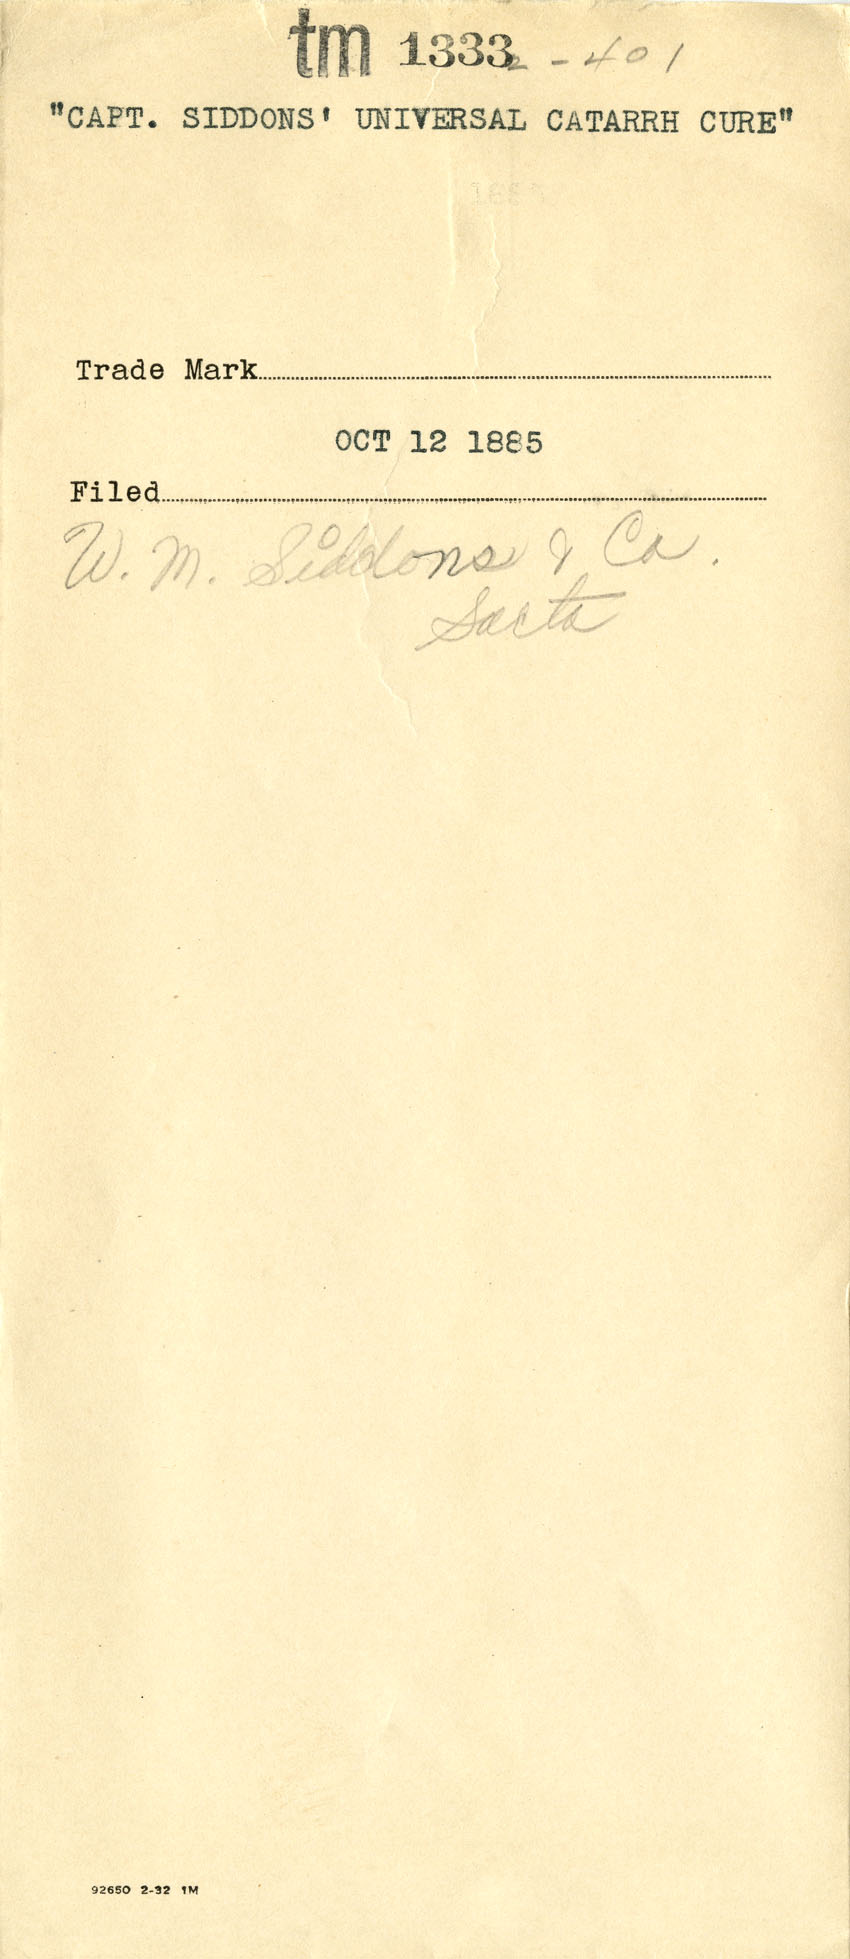 tm 1333 2-401
"CAPT. SIDDONS' UNIVERSAL CATARRH CURE"
Trade Mark
OCT 12 1885
Filed
W. M. Siddons & Co.
Sacto
92650 2-32 1M